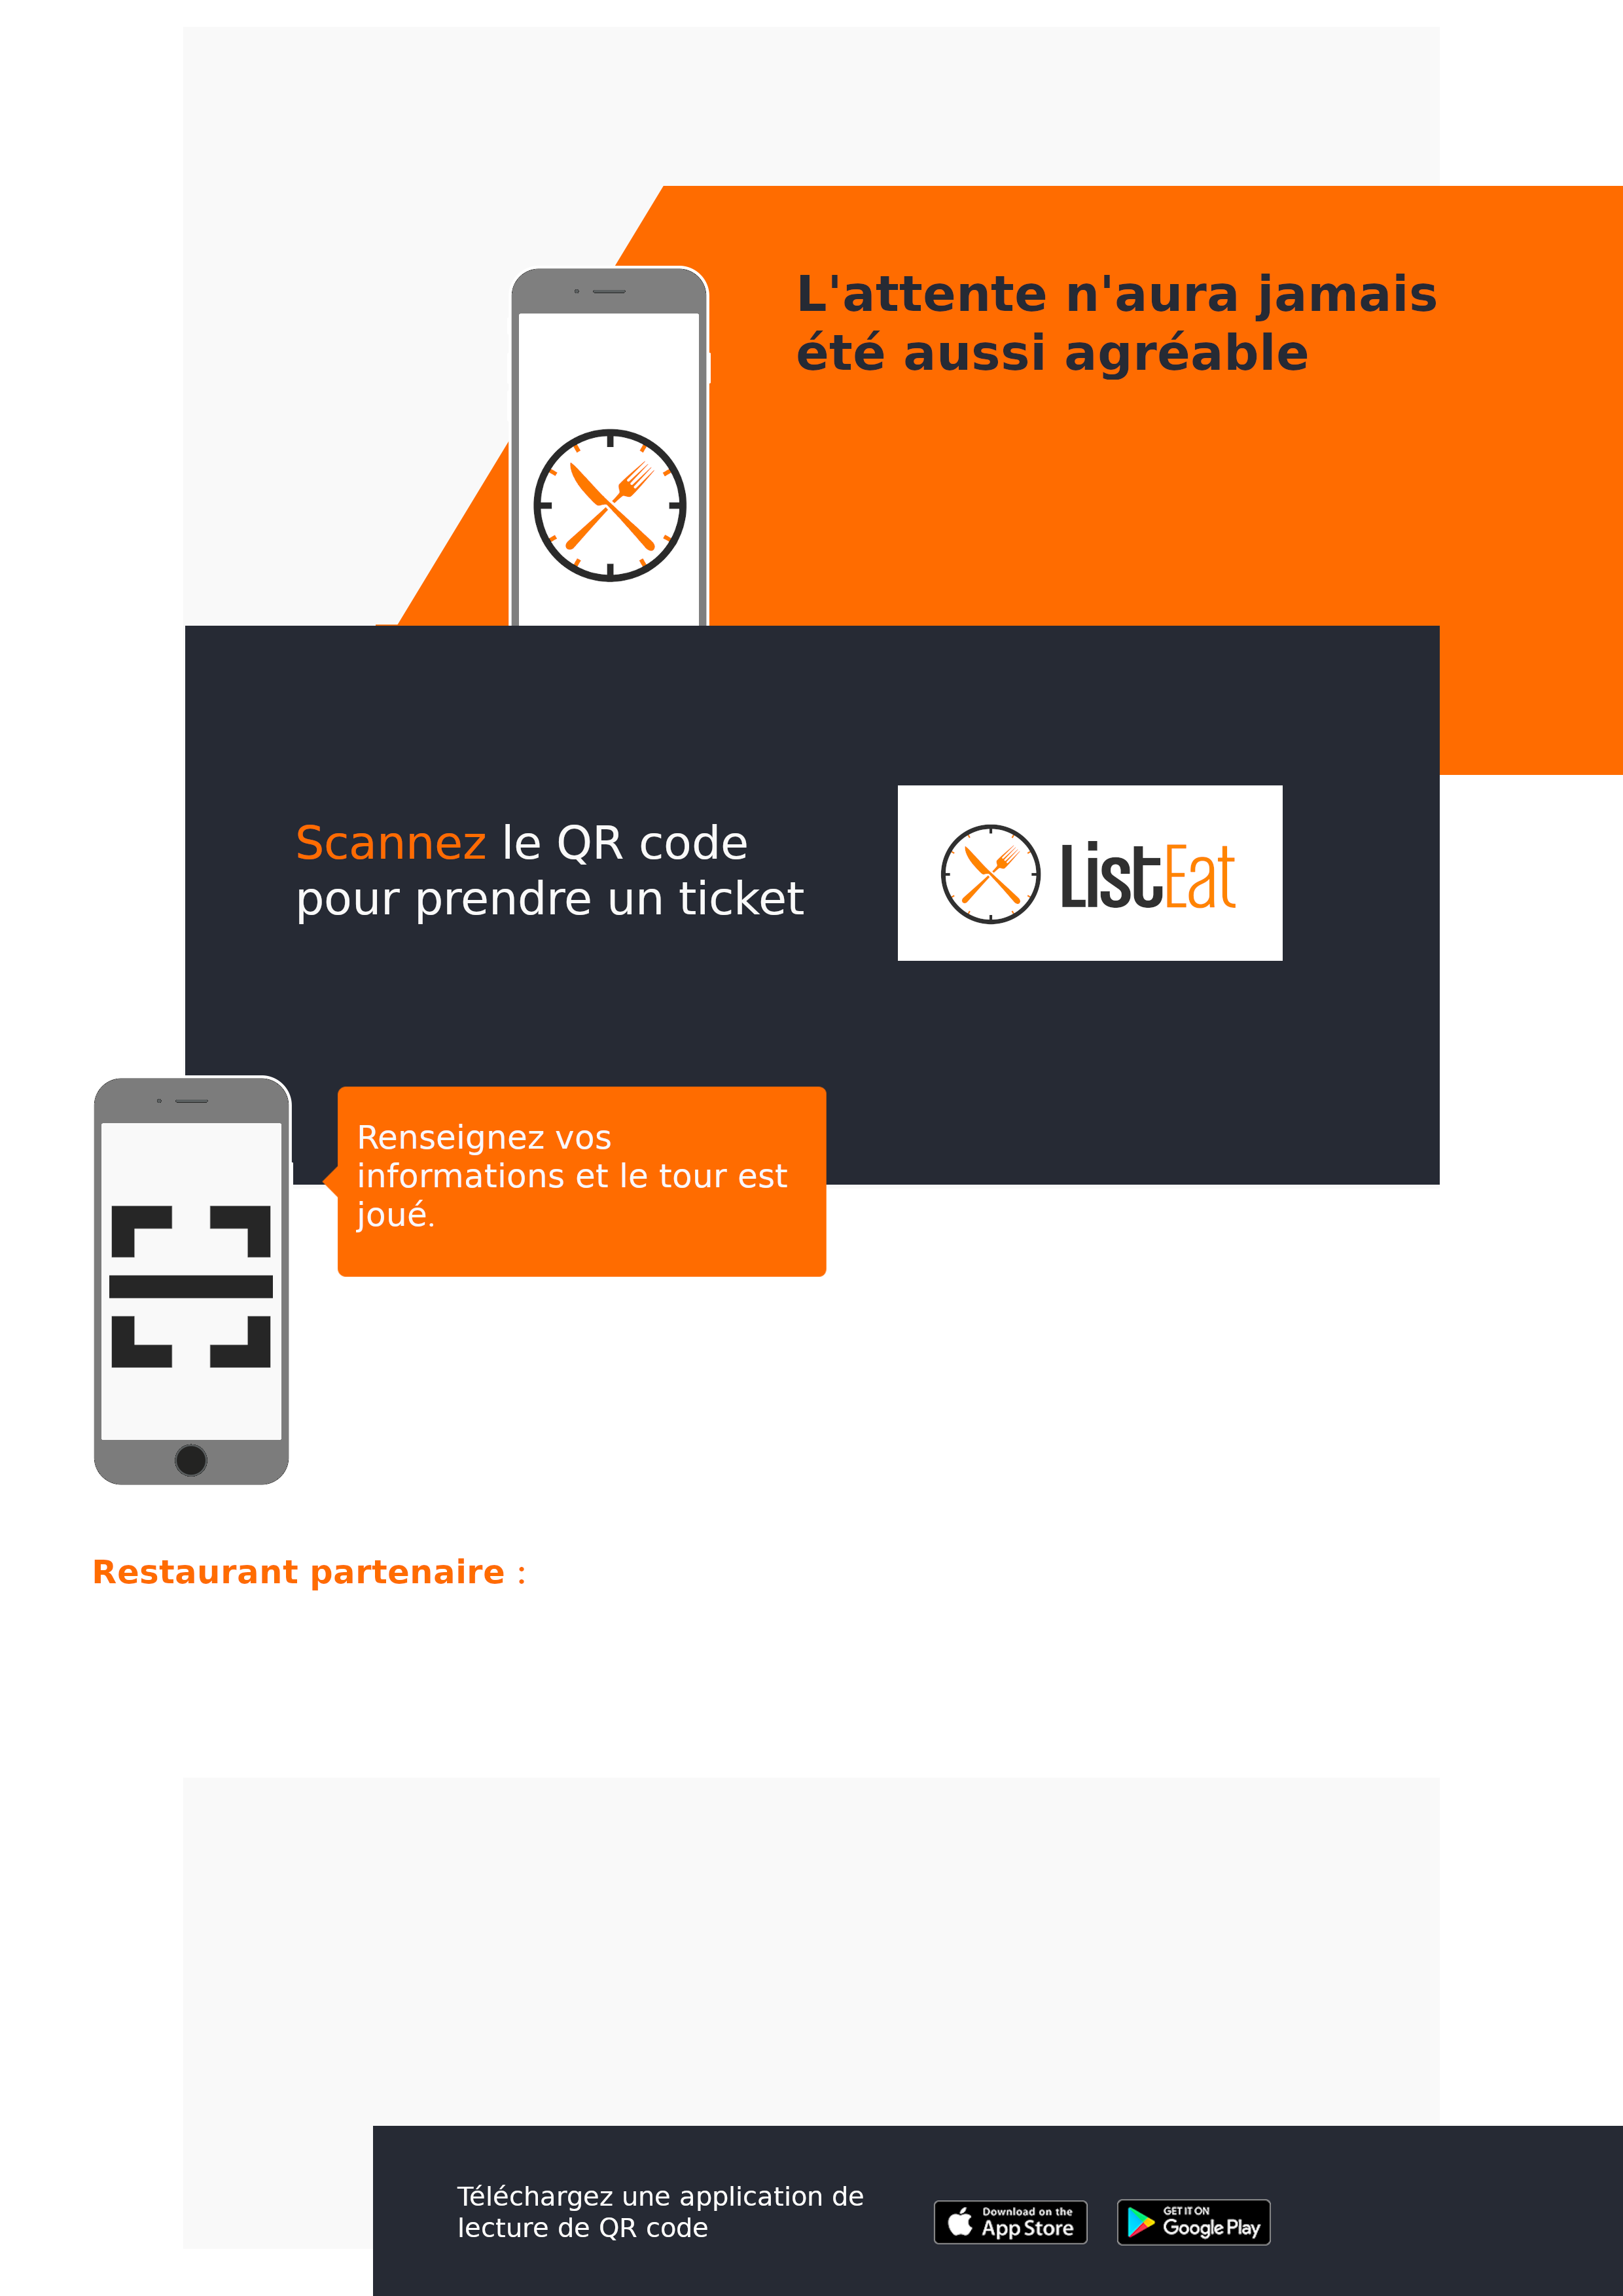 L'attente n'aura jamais
été aussi agréable
Scannez le QR code
pour prendre un ticket
ListEat
Renseignez vos
informations et le tour est
joué.
Restaurant partenaire :
Téléchargez une application de
lecture de QR code
Download on the
App Store
GET IT ON
Google Play